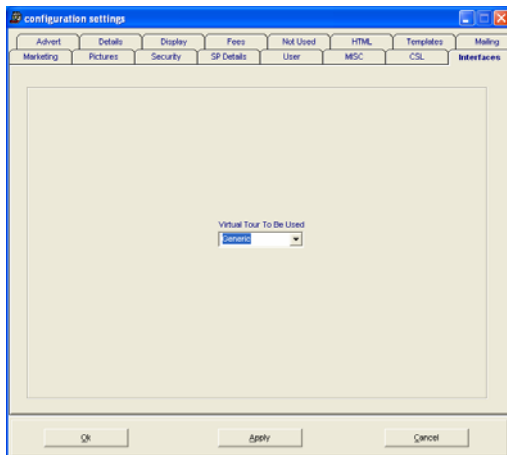 configuration settings
Advert Details Display Fees Not Used HTML Templates Mailing
Marketing Pictures Security SP Details User MISC CSL Interfaces
Virtual Tour To Be Used
Generic
Ok Apply Cancel